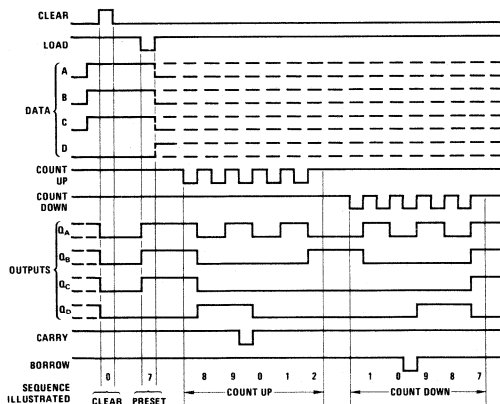 CLEAR
LOAD
DATA
A
B
C
D
COUNT
UP
COUNT
DOWN
OUTPUTS
QA
QB
QC
QD
CARRY
BORROW
0 7 8 9 0 1 2 1 0 9 8 7
SEQUENCE
ILLUSTRATED
CLEAR PRESET COUNT UP COUNT DOWN